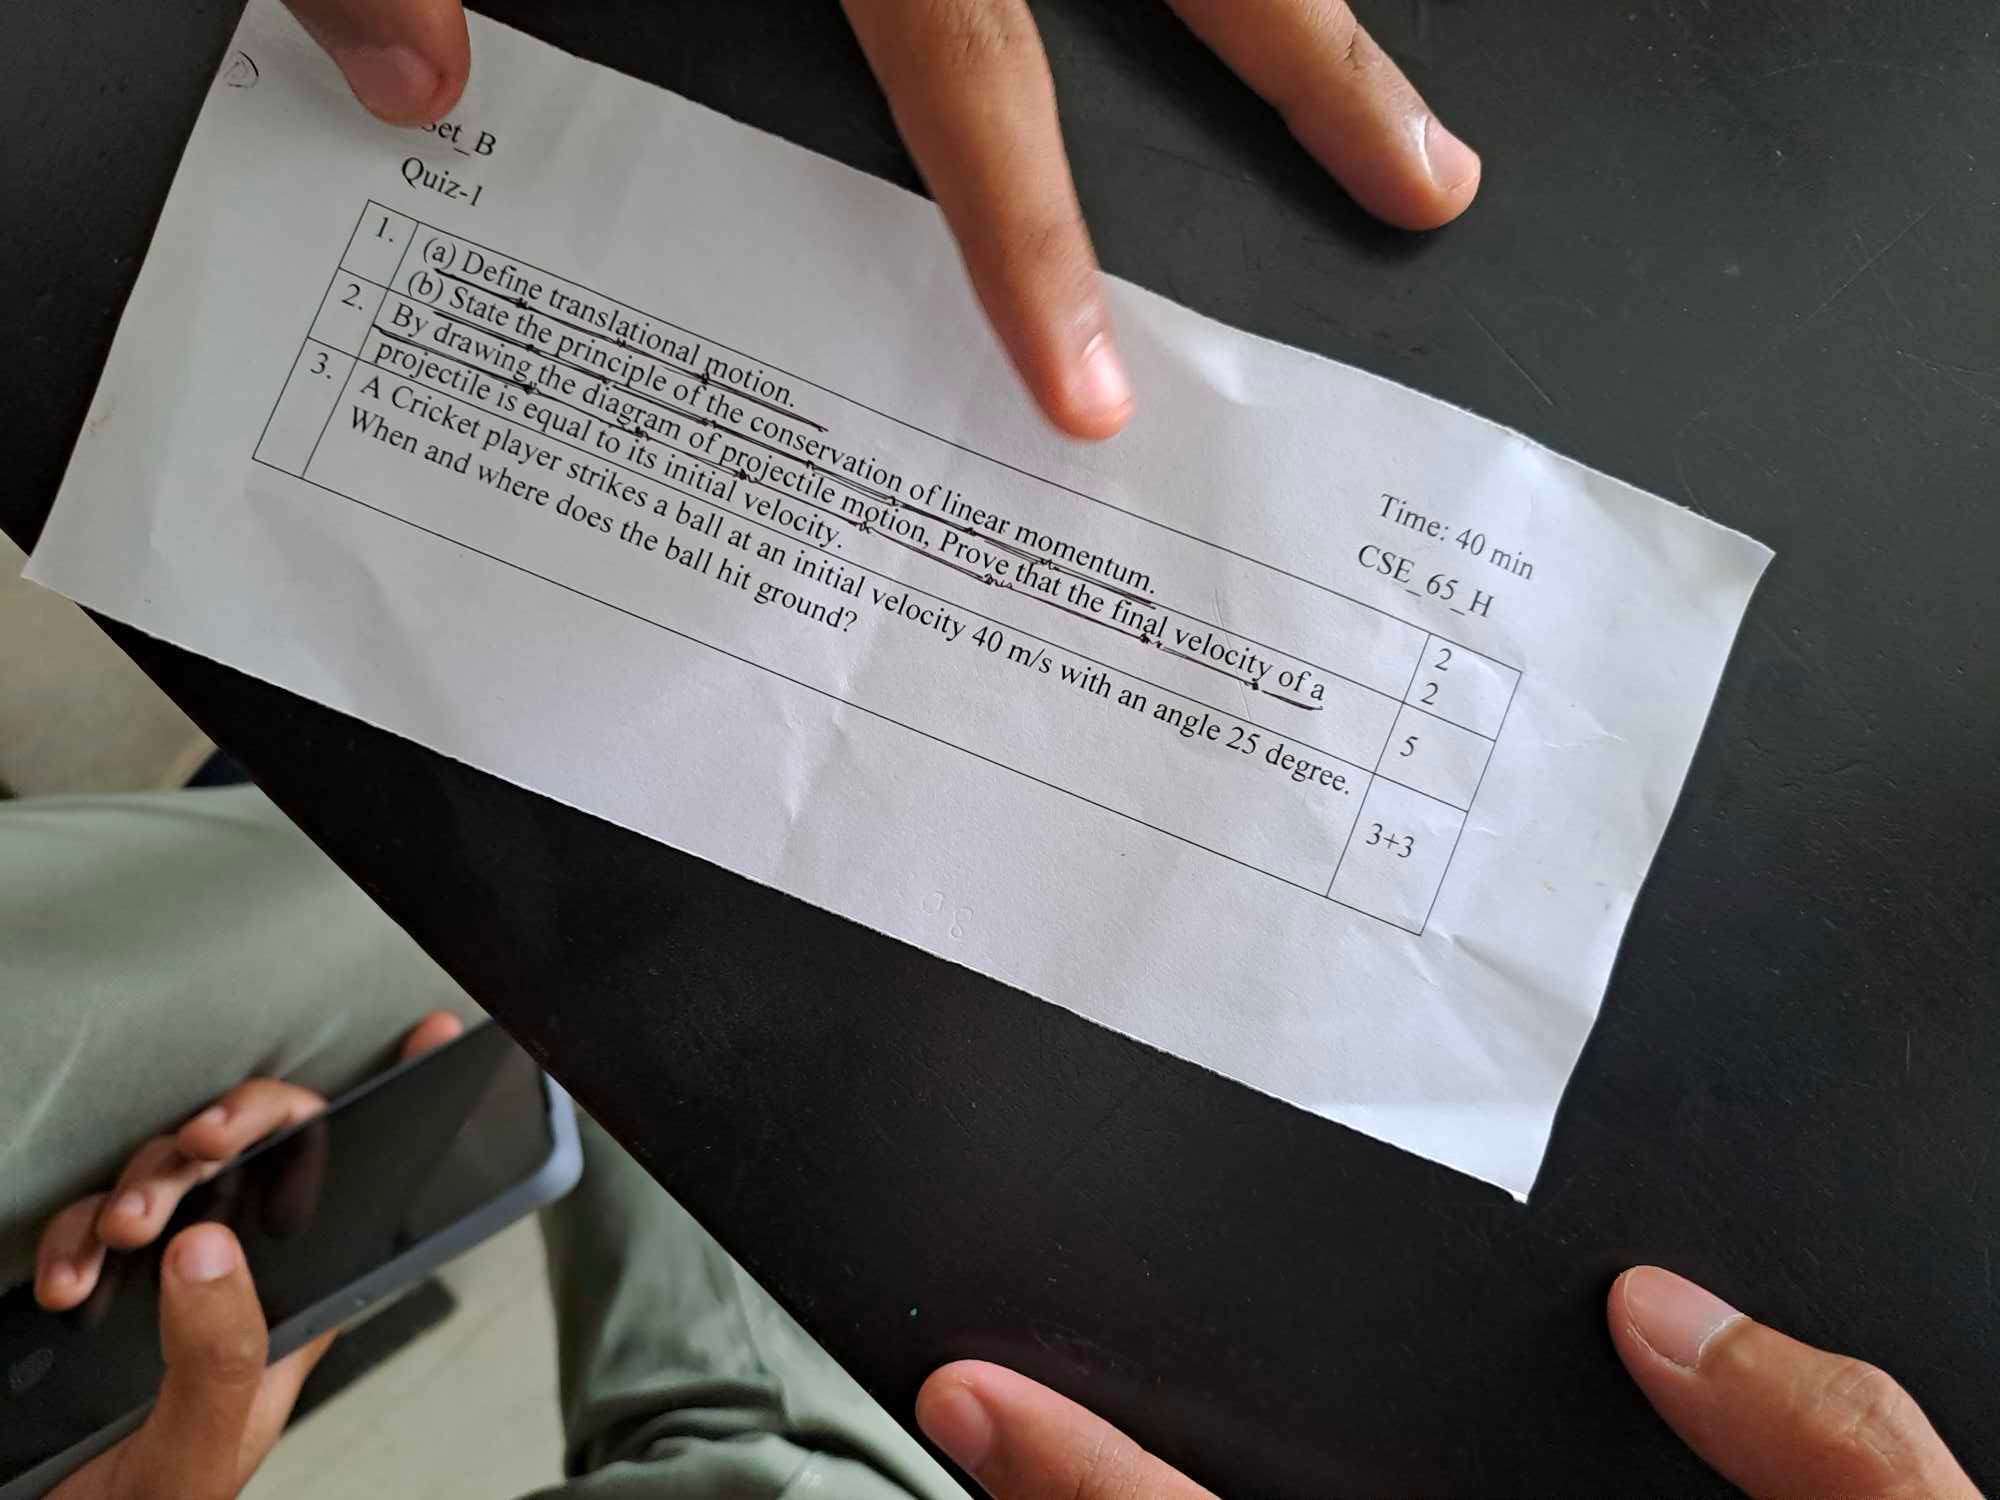 Set_B
Quiz-1
Time: 40 min
CSE_65_H
1. (a) Define translational motion. 2
(b) State the principle of the conservation of linear momentum. 2
2. By drawing the diagram of projectile motion, Prove that the final velocity of a 5
projectile is equal to its initial velocity.
3. A Cricket player strikes a ball at an initial velocity 40 m/s with an angle 25 degree. 3+3
When and where does the ball hit ground?